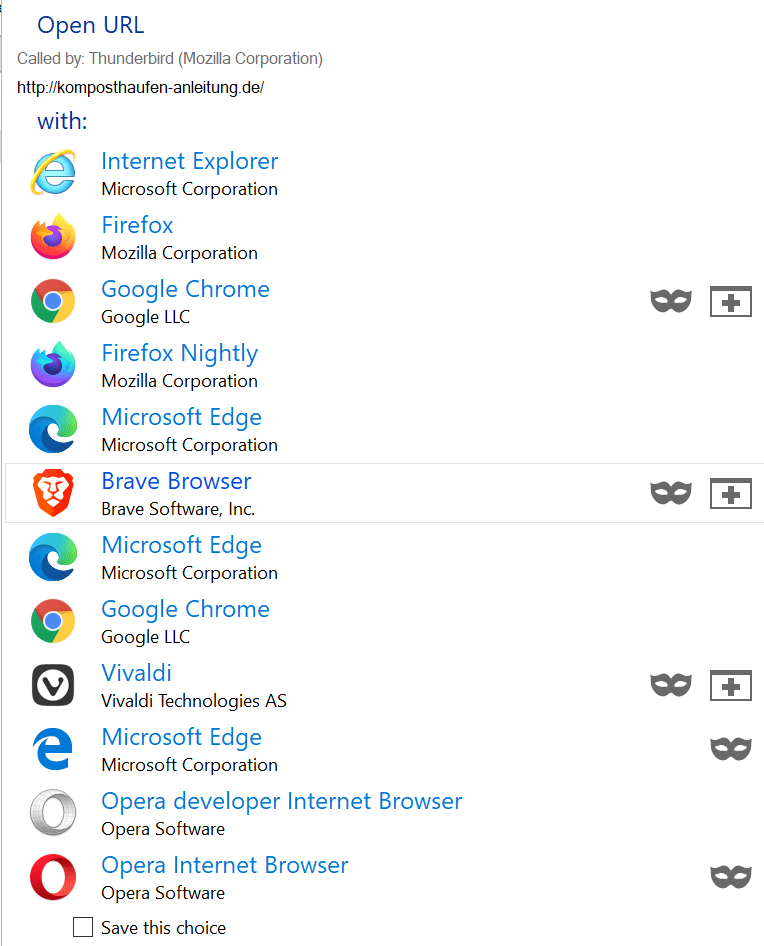 Open URL
Called by: Thunderbird (Mozilla Corporation)
http://komposthaufen-anleitung.de/
with:
Internet Explorer
Microsoft Corporation
Firefox
Mozilla Corporation
Google Chrome
Google LLC
Firefox Nightly
Mozilla Corporation
Microsoft Edge
Microsoft Corporation
Brave Browser
Brave Software, Inc.
Microsoft Edge
Microsoft Corporation
Google Chrome
Google LLC
Vivaldi
Vivaldi Technologies AS
Microsoft Edge
Microsoft Corporation
Opera developer Internet Browser
Opera Software
Opera Internet Browser
Opera Software
Save this choice